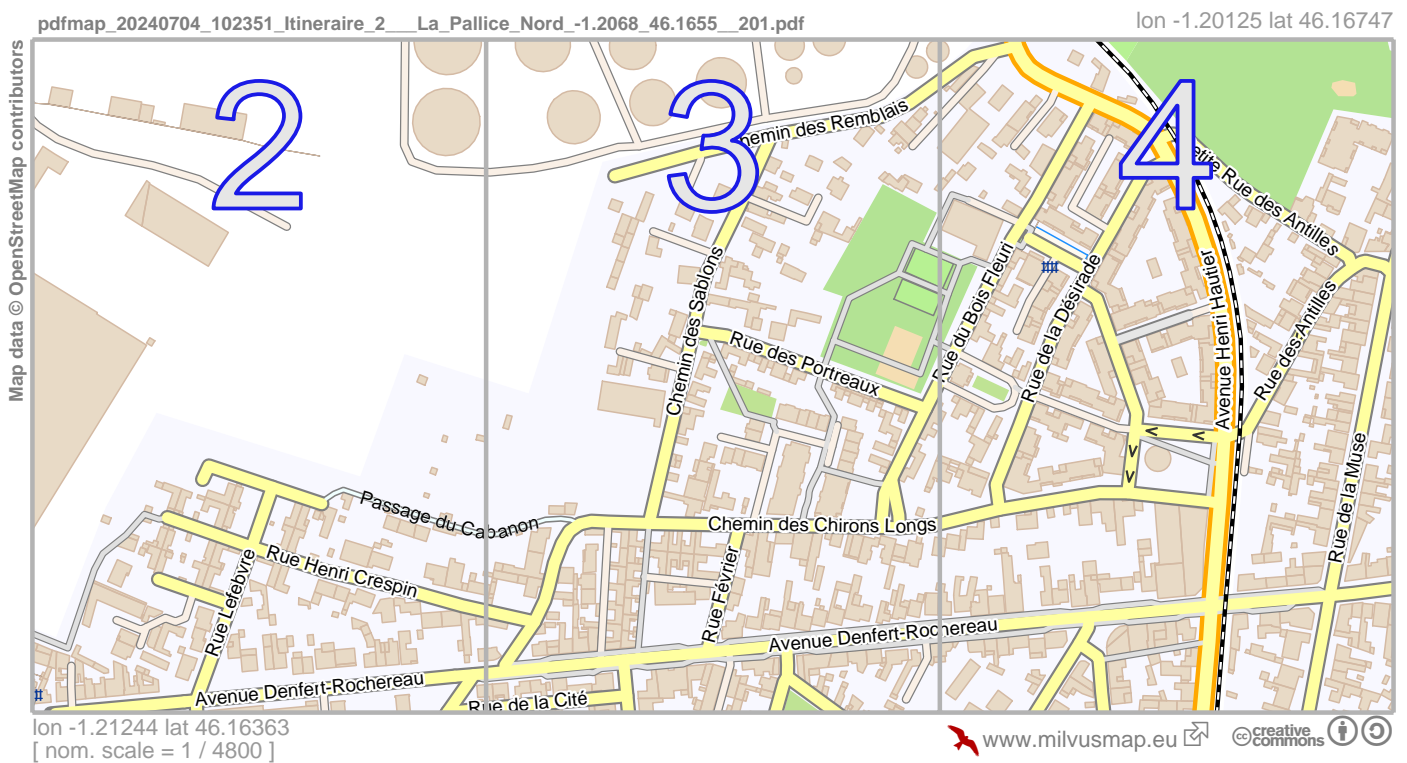 pdfmap_20240704_102351_Itineraire_2___La_Pallice_Nord_-1.2068_46.1655__201.pdf
lon -1.20125 lat 46.16747
Map data © OpenStreetMap contributors
2
3
4
Chemin des Remblais
Petite Rue des Antilles
Chemin des Sablons
Rue du Bois Fleuri
Rue de la Désirade
Avenue Henri Hautier
Rue des Antilles
Rue des Portreaux
Rue de la Muse
Passage du Cabanon
Chemin des Chirons Longs
Rue Henri Crespin
Rue Lefebvre
Rue Février
Avenue Denfert-Rochereau
Avenue Denfert-Rochereau
Rue de la Cité
lon -1.21244 lat 46.16363
[ nom. scale = 1 / 4800 ]
www.milvusmap.eu
creative commons